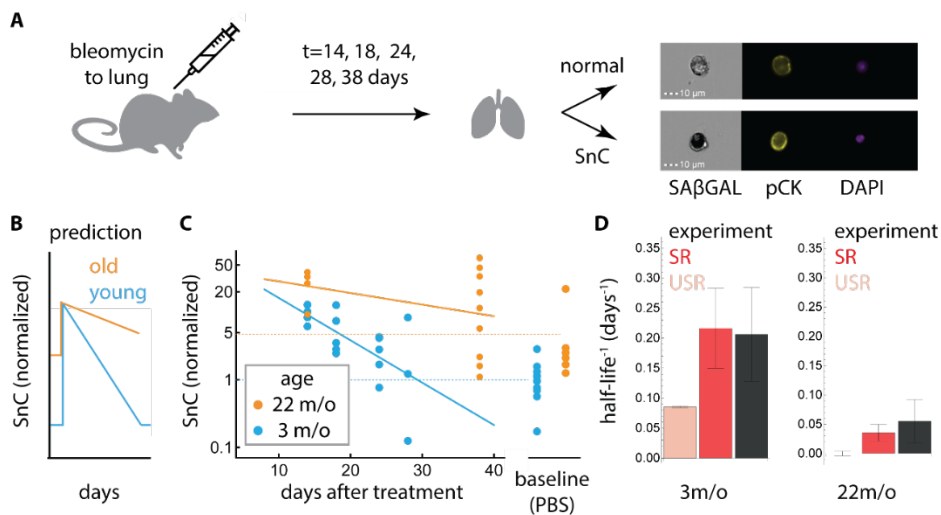 A
bleomycin
to lung
t=14, 18, 24,
28, 38 days
normal
SnC
10 μm
10 μm
SAβGAL pCK DAPI
B
prediction
old
young
SnC (normalized)
days
C
SnC (normalized)
50
20
5
1
0.1
age
22 m/o
3 m/o
10 20 30 40
days after treatment
baseline
(PBS)
D
experiment
SR
USR
half-life⁻¹ (days⁻¹)
0.35
0.30
0.25
0.20
0.15
0.10
0.05
0.00
3m/o
experiment
SR
USR
0.35
0.30
0.25
0.20
0.15
0.10
0.05
0.00
22m/o